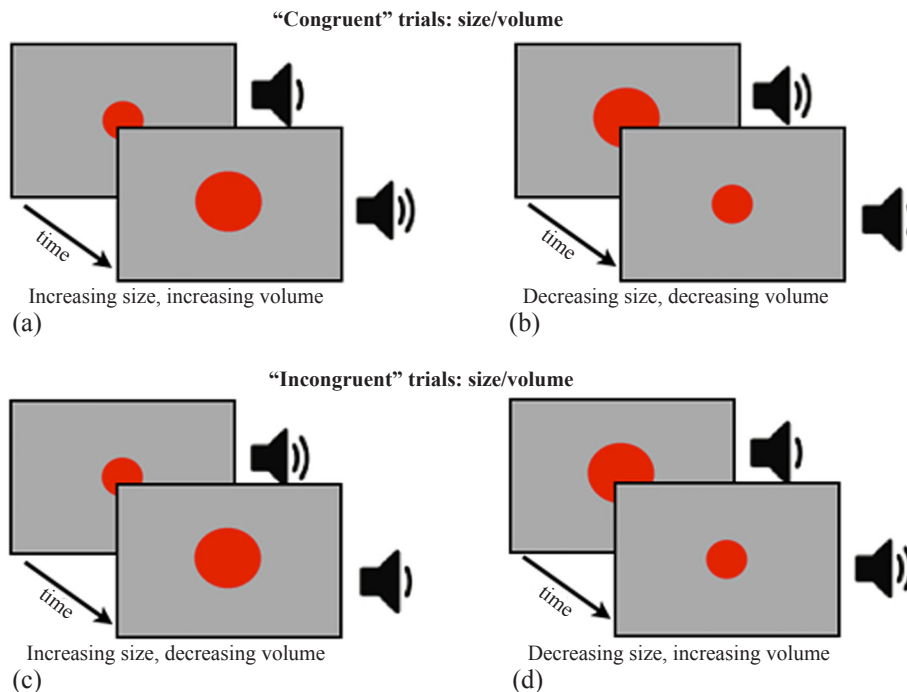 “Congruent” trials: size/volume
time
time
Increasing size, increasing volume
Decreasing size, decreasing volume
(a)
(b)
“Incongruent” trials: size/volume
time
time
Increasing size, decreasing volume
Decreasing size, increasing volume
(c)
(d)